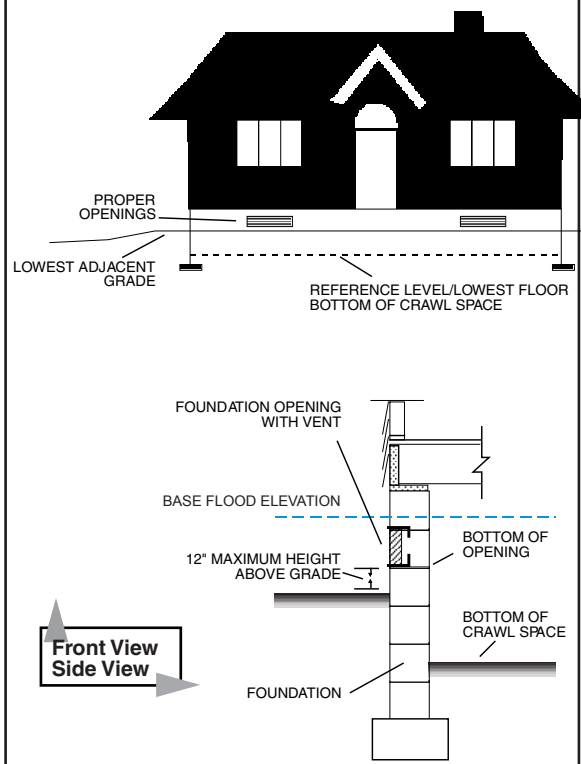 PROPER
OPENINGS
LOWEST ADJACENT
GRADE
REFERENCE LEVEL/LOWEST FLOOR
BOTTOM OF CRAWL SPACE
FOUNDATION OPENING
WITH VENT
BASE FLOOD ELEVATION
12" MAXIMUM HEIGHT
ABOVE GRADE
BOTTOM OF
OPENING
BOTTOM OF
CRAWL SPACE
Front View
Side View
FOUNDATION